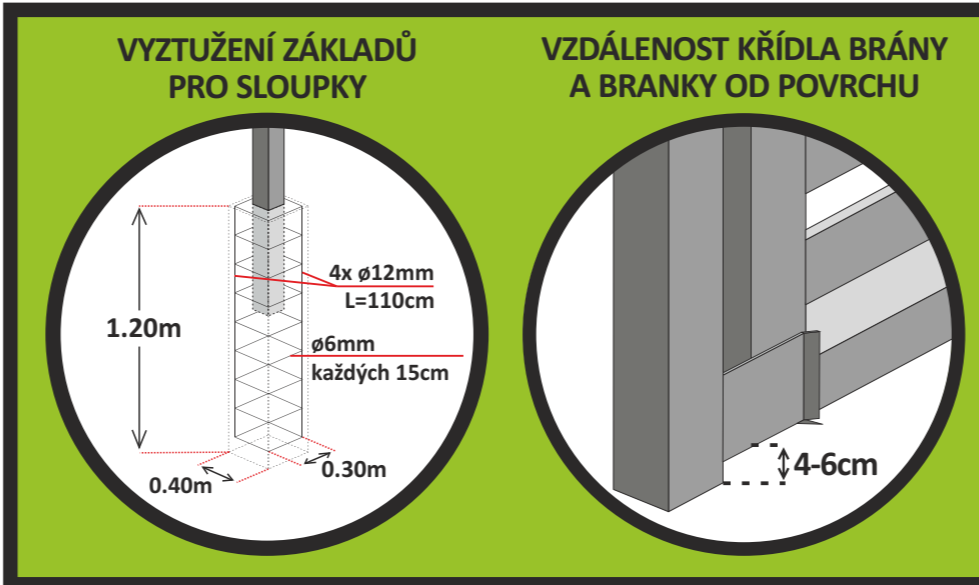 VYZTUŽENÍ ZÁKLADŮ
PRO SLOUPKY
1.20m
4x ø12mm
L=110cm
ø6mm
každých 15cm
0.40m
0.30m
VZDÁLENOST KŘÍDLA BRÁNY
A BRANKY OD POVRCHU
4-6cm